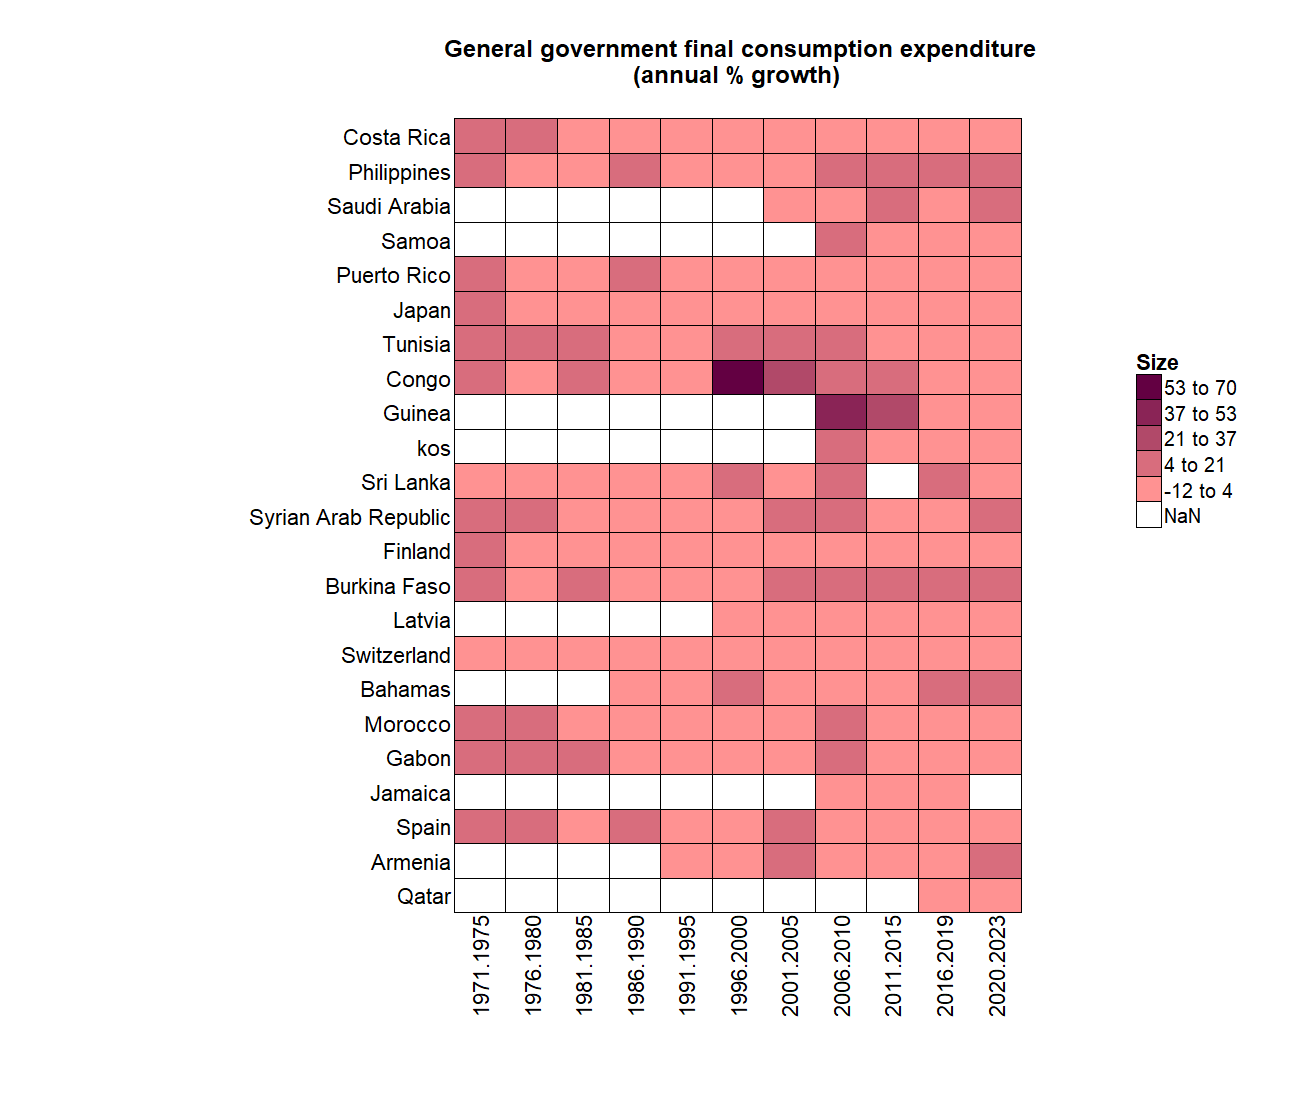 General government final consumption expenditure
(annual % growth)
Costa Rica
Philippines
Saudi Arabia
Samoa
Puerto Rico
Japan
Tunisia
Congo
Guinea
kos
Sri Lanka
Syrian Arab Republic
Finland
Burkina Faso
Latvia
Switzerland
Bahamas
Morocco
Gabon
Jamaica
Spain
Armenia
Qatar
1971.1975
1976.1980
1981.1985
1986.1990
1991.1995
1996.2000
2001.2005
2006.2010
2011.2015
2016.2019
2020.2023
Size
53 to 70
37 to 53
21 to 37
4 to 21
-12 to 4
NaN